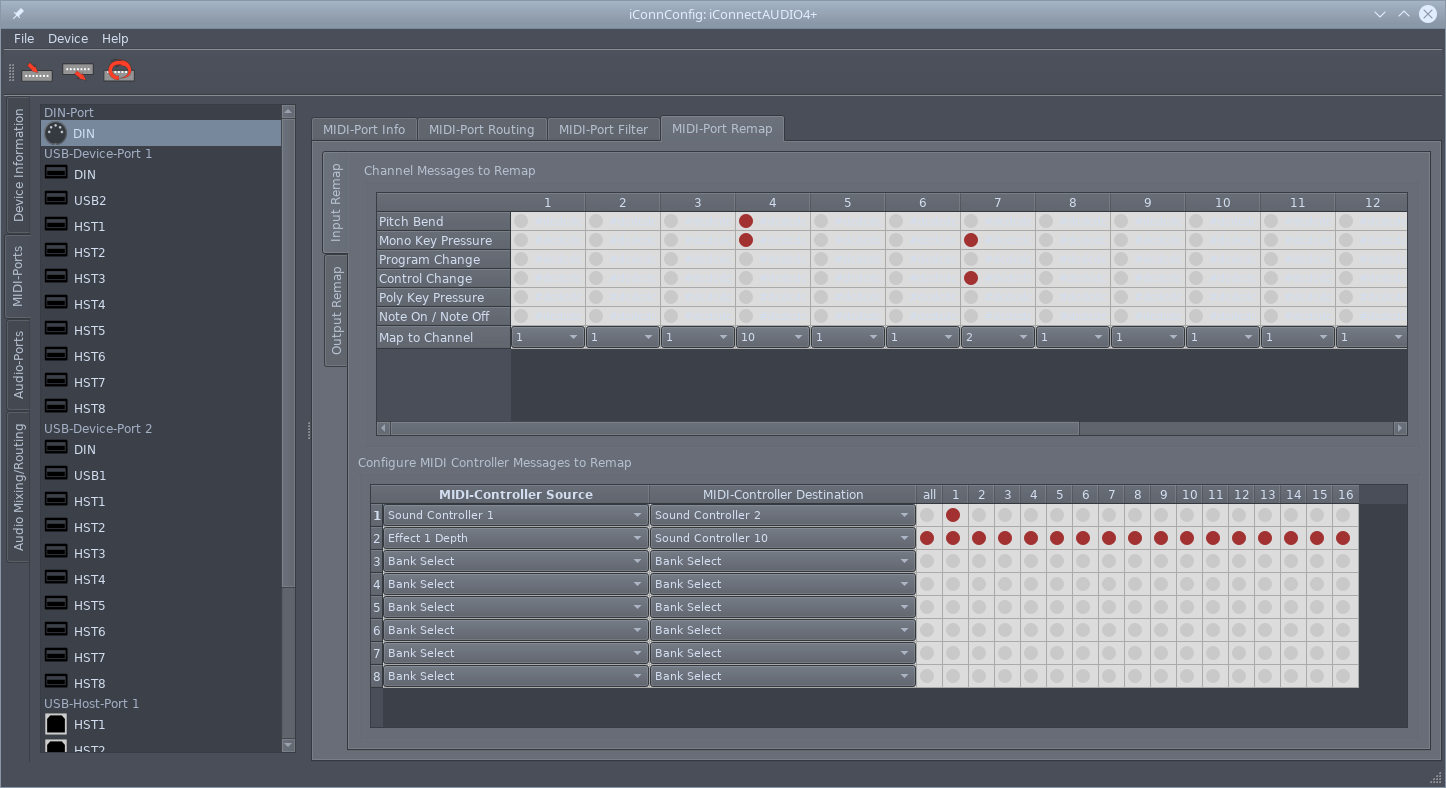 iConnConfig: iConnectAUDIO4+
File Device Help
Device Information
MIDI-Ports
Audio-Ports
Audio Mixing/Routing
DIN-Port
DIN
USB-Device-Port 1
DIN
USB2
HST1
HST2
HST3
HST4
HST5
HST6
HST7
HST8
USB-Device-Port 2
DIN
USB1
HST1
HST2
HST3
HST4
HST5
HST6
HST7
HST8
USB-Host-Port 1
HST1
HST2
MIDI-Port Info MIDI-Port Routing MIDI-Port Filter MIDI-Port Remap
Input Remap
Output Remap
Channel Messages to Remap
1 2 3 4 5 6 7 8 9 10 11 12
Pitch Bend
Mono Key Pressure
Program Change
Control Change
Poly Key Pressure
Note On / Note Off
Map to Channel 1 1 1 10 1 1 2 1 1 1 1 1
Configure MIDI Controller Messages to Remap
MIDI-Controller Source MIDI-Controller Destination all 1 2 3 4 5 6 7 8 9 10 11 12 13 14 15 16
1 Sound Controller 1 Sound Controller 2
2 Effect 1 Depth Sound Controller 10
3 Bank Select Bank Select
4 Bank Select Bank Select
5 Bank Select Bank Select
6 Bank Select Bank Select
7 Bank Select Bank Select
8 Bank Select Bank Select